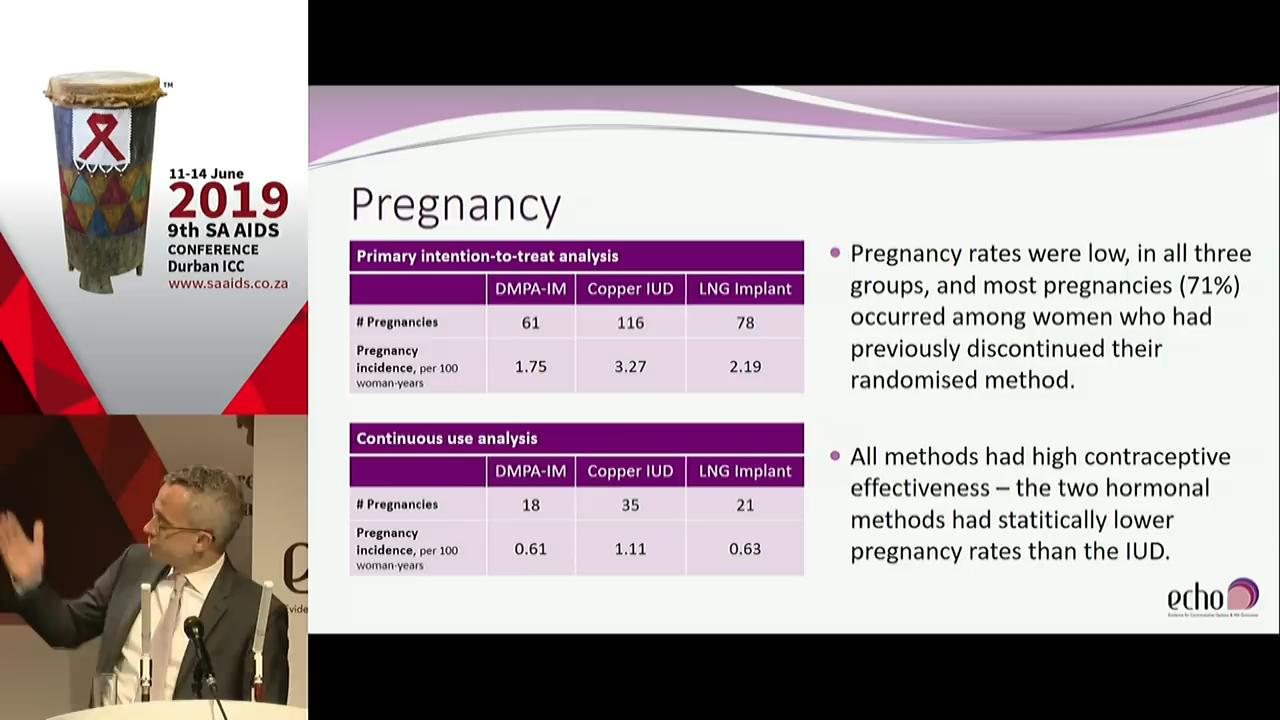 TM
11-14 June
2019
9th SA AIDS
CONFERENCE
Durban ICC
www.saaids.co.za
Pregnancy
Primary intention-to-treat analysis
DMPA-IM Copper IUD LNG Implant
# Pregnancies 61 116 78
Pregnancy
incidence, per 100 1.75 3.27 2.19
woman-years
Continuous use analysis
DMPA-IM Copper IUD LNG Implant
# Pregnancies 18 35 21
Pregnancy
incidence, per 100 0.61 1.11 0.63
woman-years
Pregnancy rates were low, in all three
groups, and most pregnancies (71%)
occurred among women who had
previously discontinued their
randomised method.
All methods had high contraceptive
effectiveness – the two hormonal
methods had statitically lower
pregnancy rates than the IUD.
echo